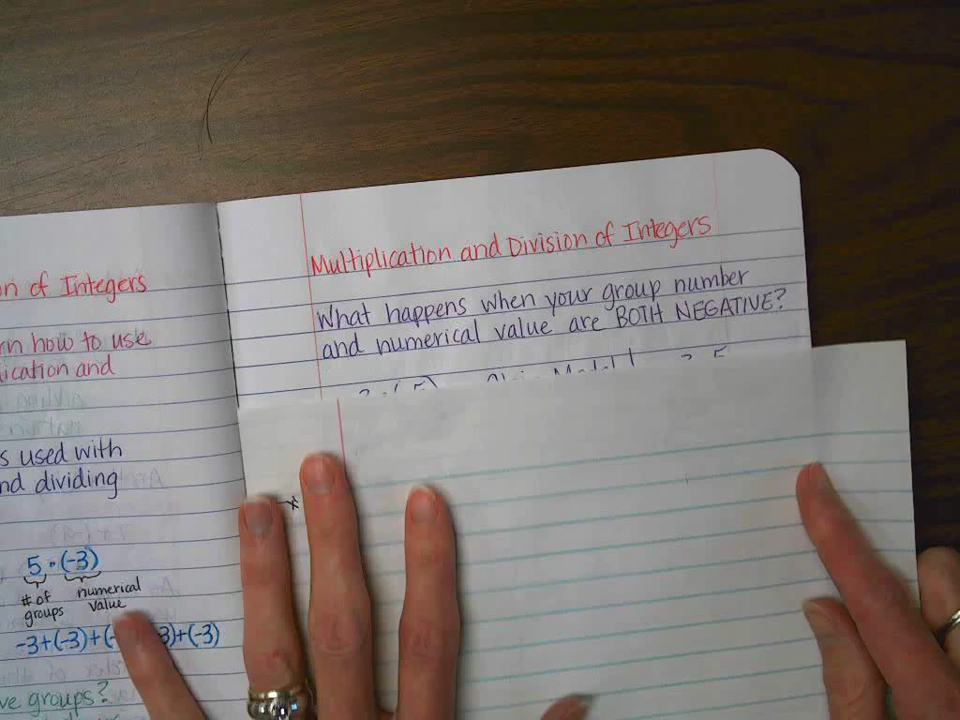 on of Integers
rn how to use
ication and
s used with
nd dividing
5 · (-3)
# of groups
numerical value
-3+(-3)+(
3)+(-3)
ve groups?
Multiplication and Division of Integers
What happens when your group number
and numerical value are BOTH NEGATIVE?